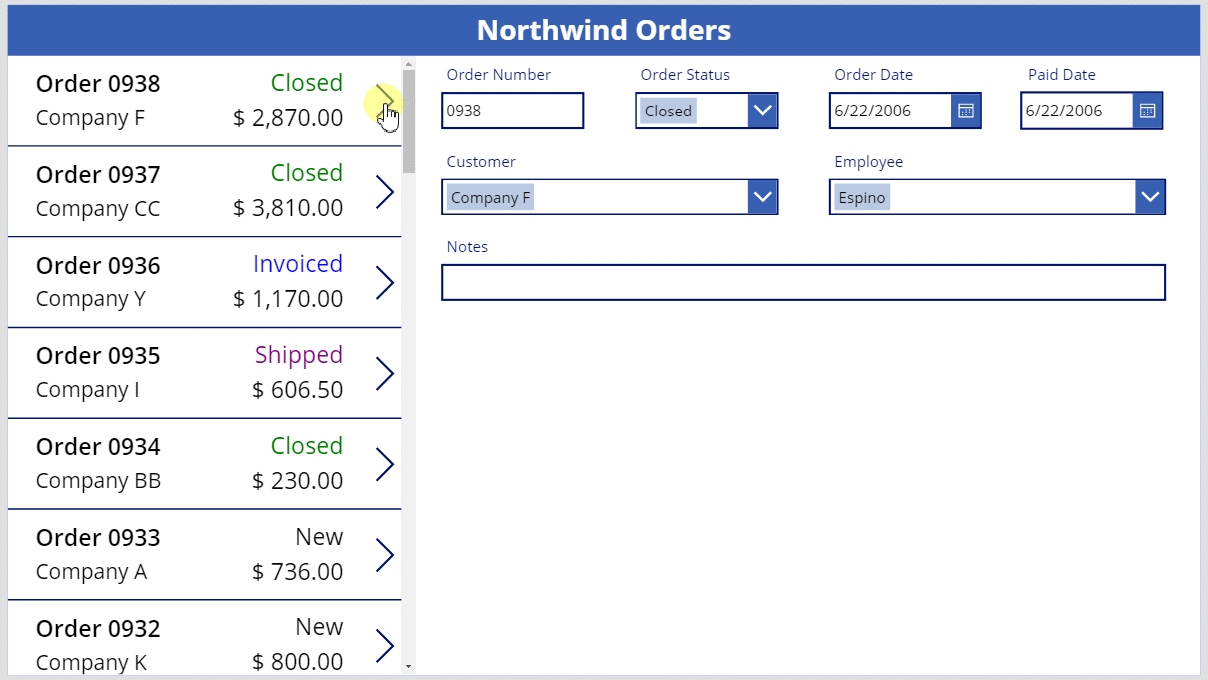 Northwind Orders
Order 0938 Closed
Company F $ 2,870.00
Order 0937 Closed
Company CC $ 3,810.00
Order 0936 Invoiced
Company Y $ 1,170.00
Order 0935 Shipped
Company I $ 606.50
Order 0934 Closed
Company BB $ 230.00
Order 0933 New
Company A $ 736.00
Order 0932 New
Company K $ 800.00
Order Number Order Status Order Date Paid Date
0938 Closed 6/22/2006 6/22/2006
Customer Employee
Company F Espino
Notes